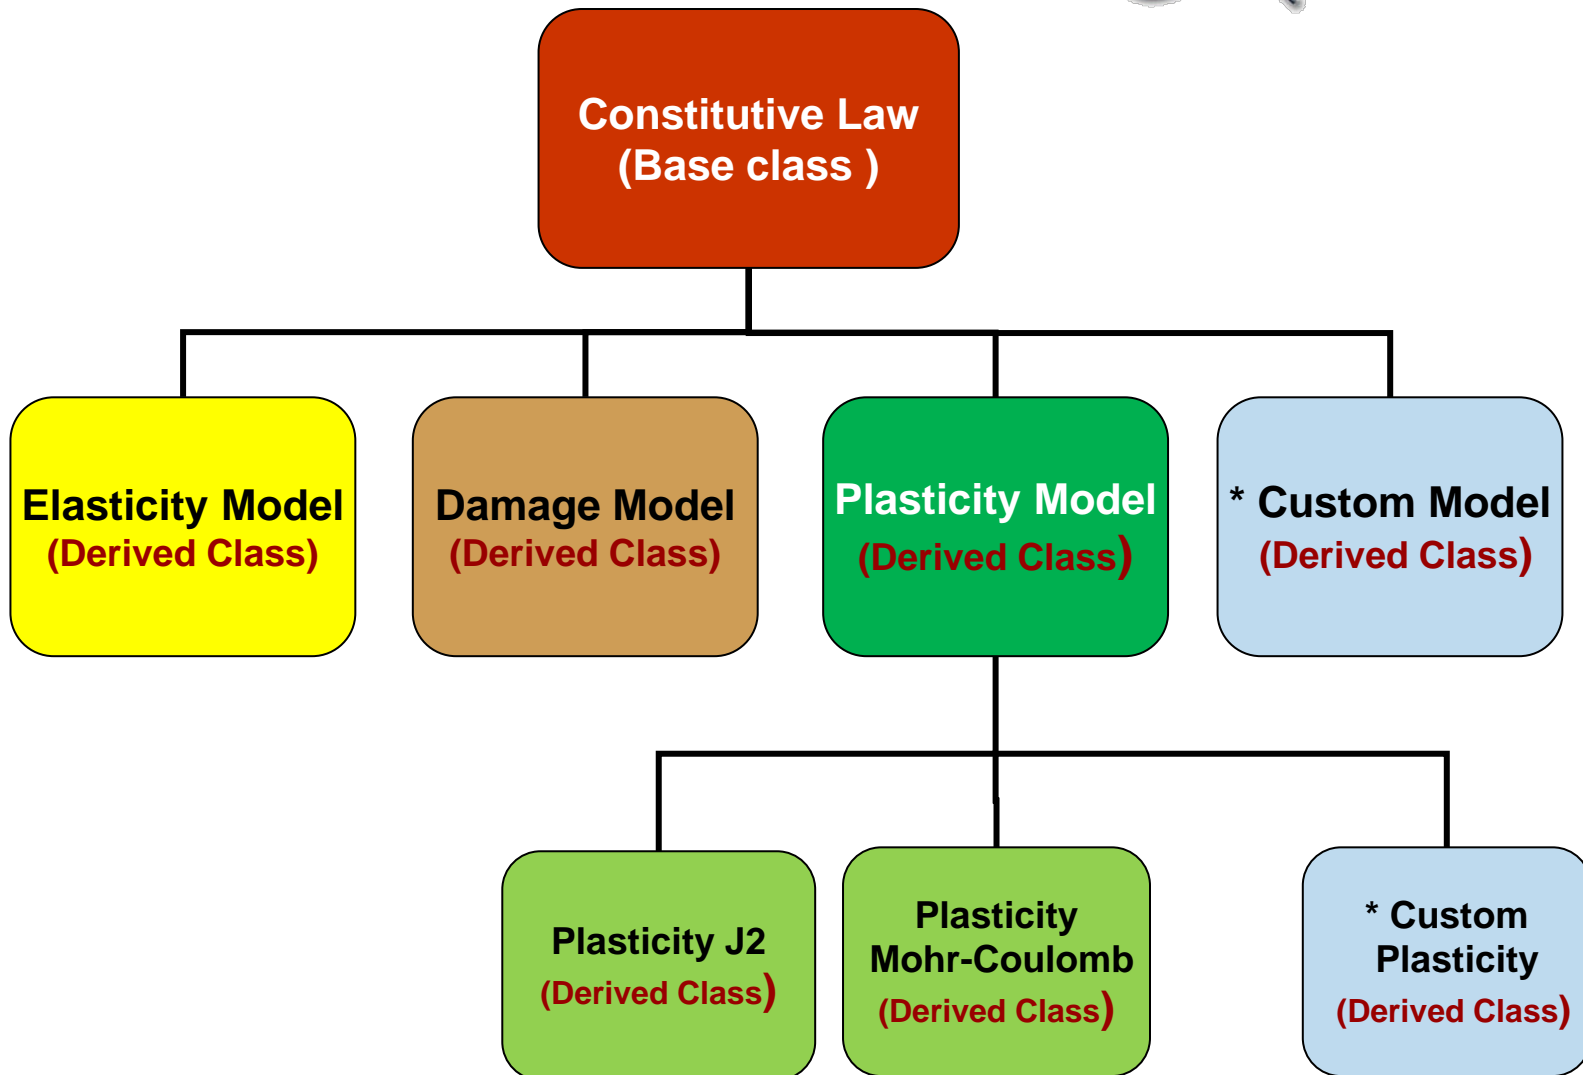 Constitutive Law
(Base class )
Elasticity Model
(Derived Class)
Damage Model
(Derived Class)
Plasticity Model
(Derived Class)
* Custom Model
(Derived Class)
Plasticity J2
(Derived Class)
Plasticity
Mohr-Coulomb
(Derived Class)
* Custom
Plasticity
(Derived Class)